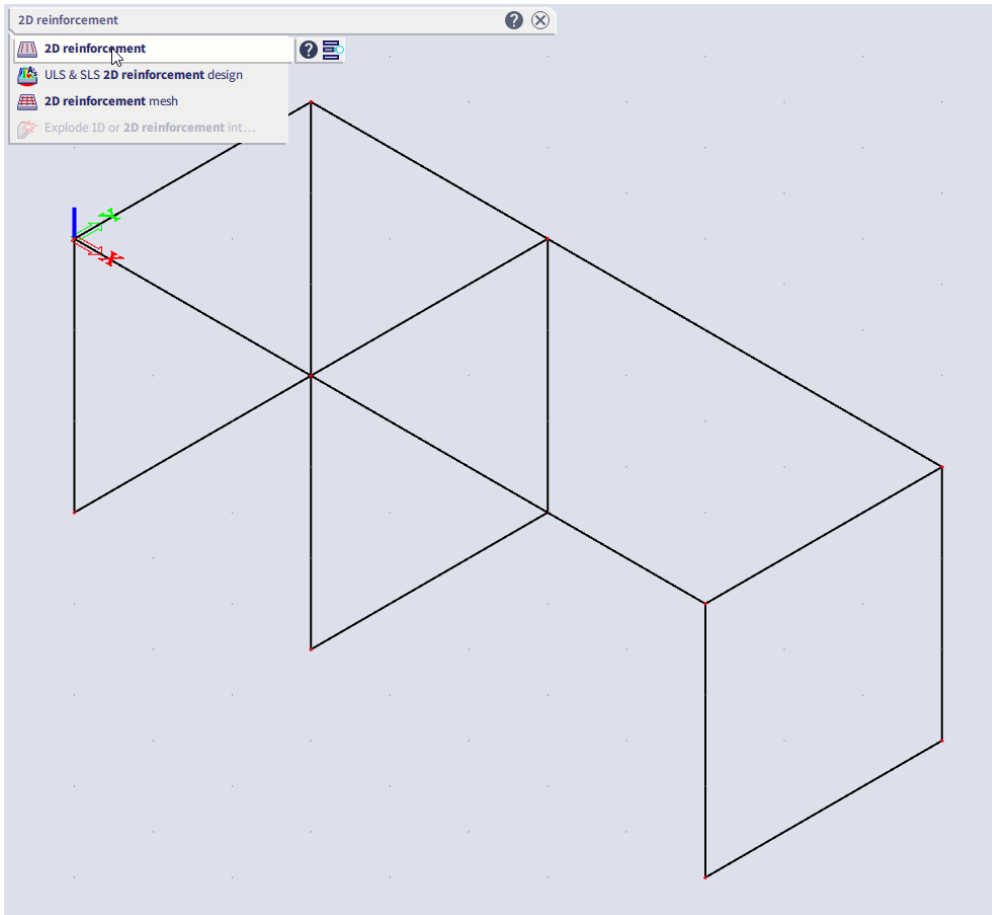 2D reinforcement
2D reinforcement
ULS & SLS 2D reinforcement design
2D reinforcement mesh
Explode 1D or 2D reinforcement int...